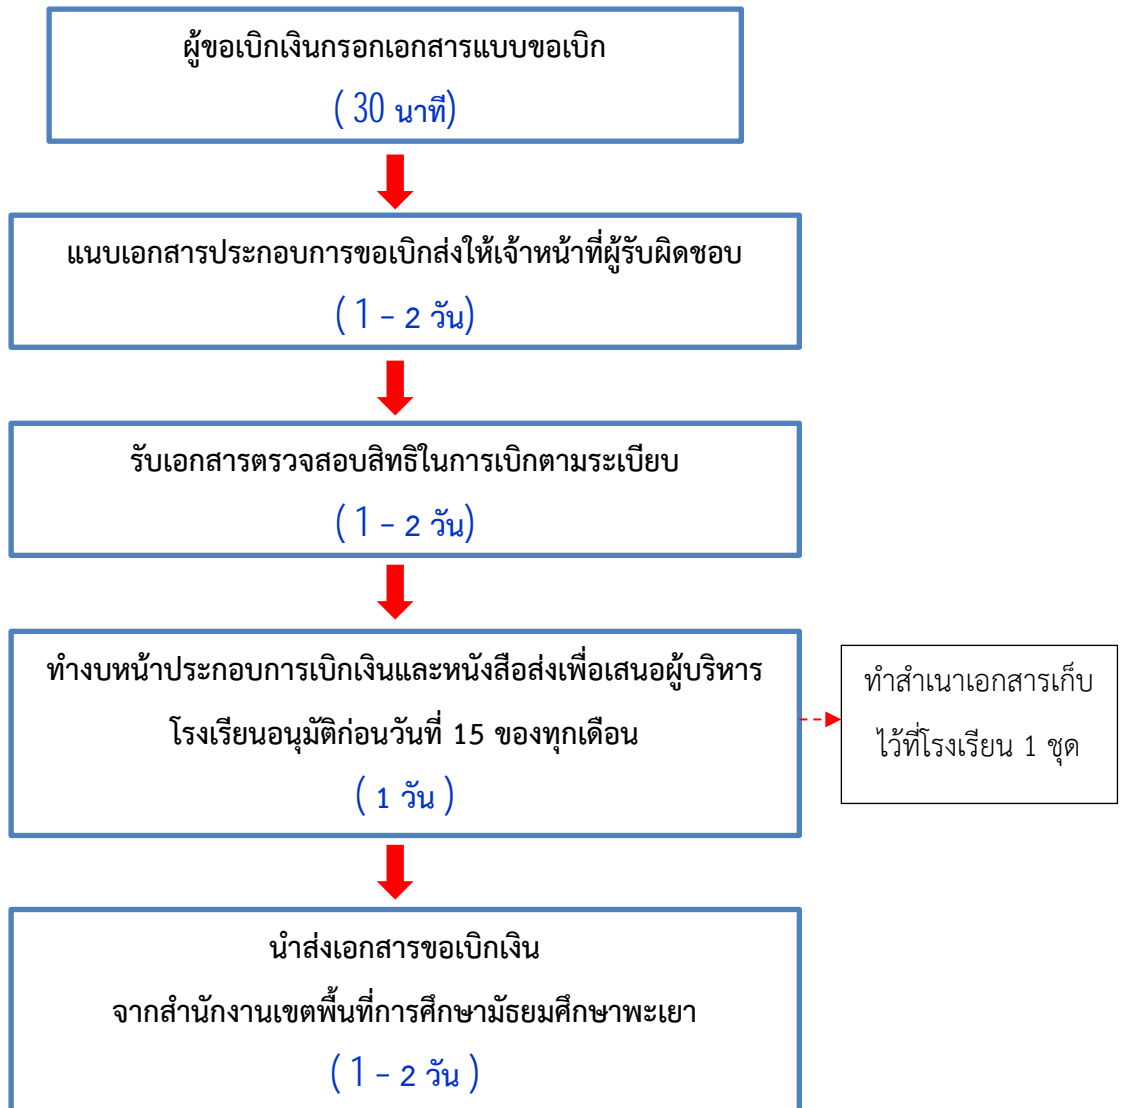 ผู้ขอเบิกเงินกรอกเอกสารแบบขอเบิก
( 30 นาที)
แนบเอกสารประกอบการขอเบิกส่งให้เจ้าหน้าที่ผู้รับผิดชอบ
( 1 – 2 วัน)
รับเอกสารตรวจสอบสิทธิในการเบิกตามระเบียบ
( 1 – 2 วัน)
ทำงบหน้าประกอบการเบิกเงินและหนังสือส่งเพื่อเสนอผู้บริหาร
โรงเรียนอนุมัติก่อนวันที่ 15 ของทุกเดือน
( 1 วัน )
ทำสำเนาเอกสารเก็บ
ไว้ที่โรงเรียน 1 ชุด
นำส่งเอกสารขอเบิกเงิน
จากสำนักงานเขตพื้นที่การศึกษามัธยมศึกษาพะเยา
( 1 – 2 วัน )